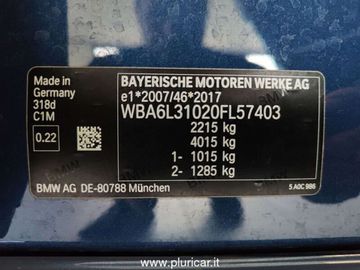 Made in
Germany
318d
C1M
0.22
BAYERISCHE MOTOREN WERKE AG
e1*2007/46*2017
WBA6L31020FL57403
2215 kg
4015 kg
1- 1015 kg
2- 1285 kg
BMW AG DE-80788 München
5 A0C 986
www.pluricar.it